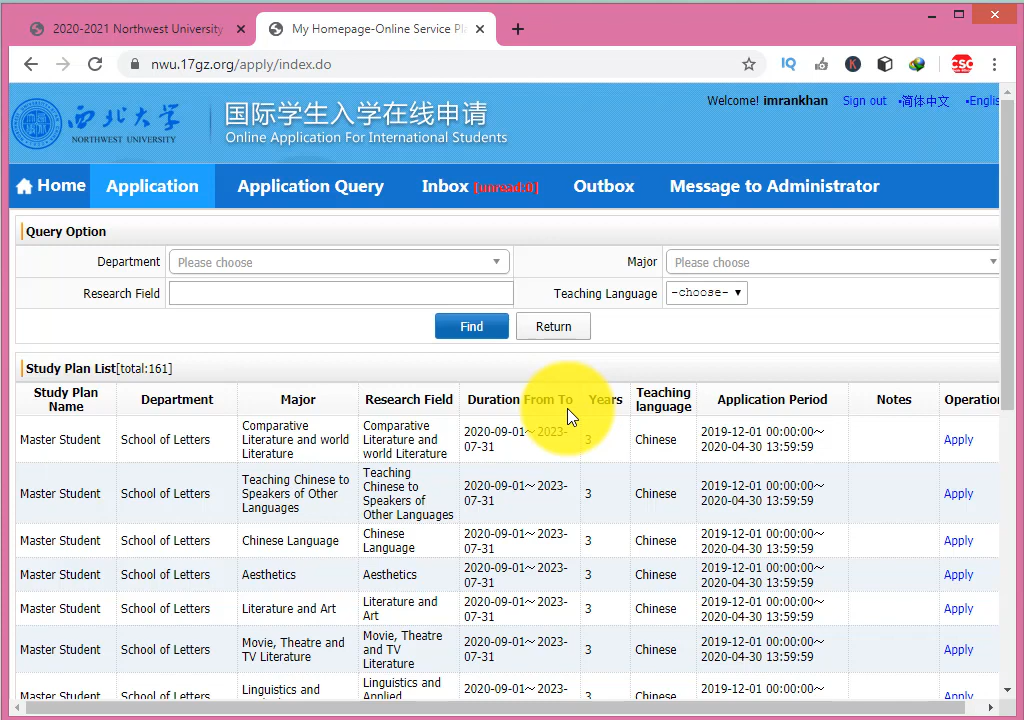 2020-2021 Northwest University
My Homepage-Online Service Pla
nwu.17gz.org/apply/index.do
IQ
K
CSC
西北大学
NORTHWEST UNIVERSITY
国际学生入学在线申请
Online Application For International Students
Welcome! imrankhan Sign out •简体中文 •Englis
Home
Application
Application Query
Inbox [unread:0]
Outbox
Message to Administrator
Query Option
Department Please choose Major Please choose
Research Field Teaching Language -choose-
Find Return
Study Plan List[total:161]
Study Plan Name Department Major Research Field Duration From To Years Teaching language Application Period Notes Operation
Master Student School of Letters Comparative Literature and world Literature Comparative Literature and world Literature 2020-09-01～2023-07-31 3 Chinese 2019-12-01 00:00:00～2020-04-30 13:59:59 Apply
Master Student School of Letters Teaching Chinese to Speakers of Other Languages Teaching Chinese to Speakers of Other Languages 2020-09-01～2023-07-31 3 Chinese 2019-12-01 00:00:00～2020-04-30 13:59:59 Apply
Master Student School of Letters Chinese Language Chinese Language 2020-09-01～2023-07-31 3 Chinese 2019-12-01 00:00:00～2020-04-30 13:59:59 Apply
Master Student School of Letters Aesthetics Aesthetics 2020-09-01～2023-07-31 3 Chinese 2019-12-01 00:00:00～2020-04-30 13:59:59 Apply
Master Student School of Letters Literature and Art Literature and Art 2020-09-01～2023-07-31 3 Chinese 2019-12-01 00:00:00～2020-04-30 13:59:59 Apply
Master Student School of Letters Movie, Theatre and TV Literature Movie, Theatre and TV Literature 2020-09-01～2023-07-31 3 Chinese 2019-12-01 00:00:00～2020-04-30 13:59:59 Apply
Master Student School of Letters Linguistics and Linguistics and Applied 2020-09-01～2023- 3 Chinese 2019-12-01 00:00:00～ Apply